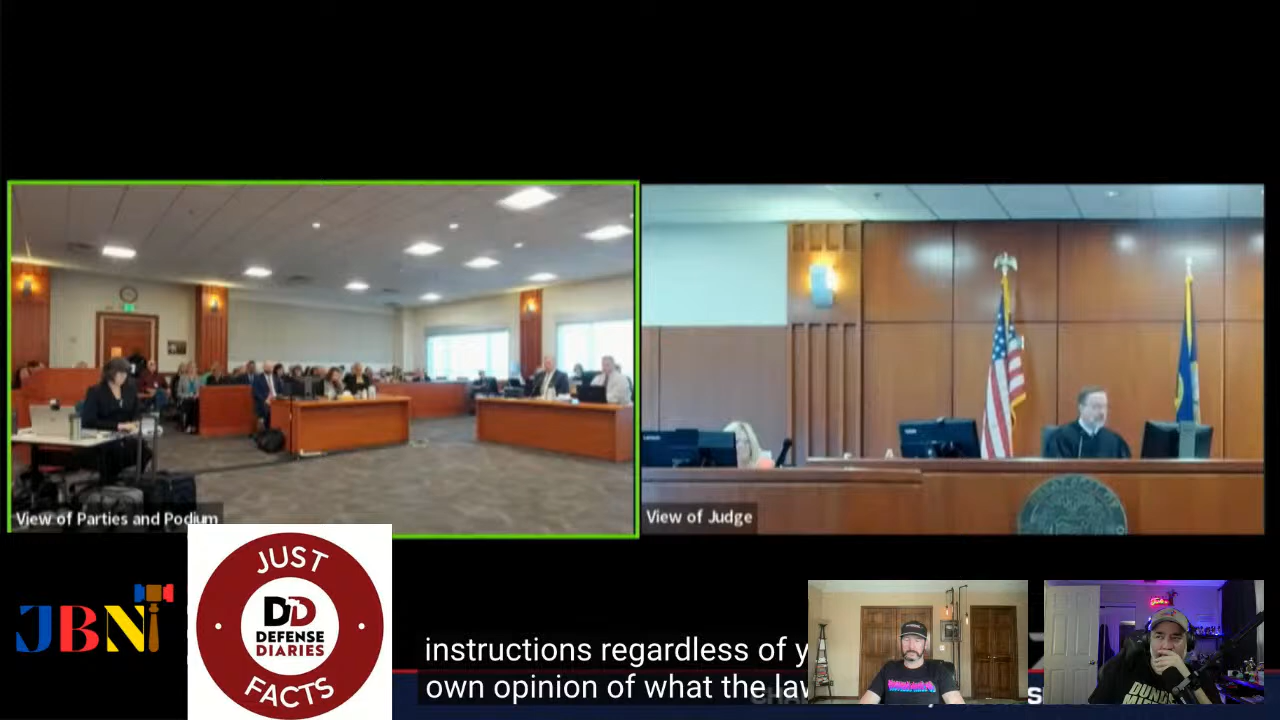 View of Parties and Podium
View of Judge
JBN
JUST
DD
DEFENSE
DIARIES
FACTS
instructions regardless of y
own opinion of what the law